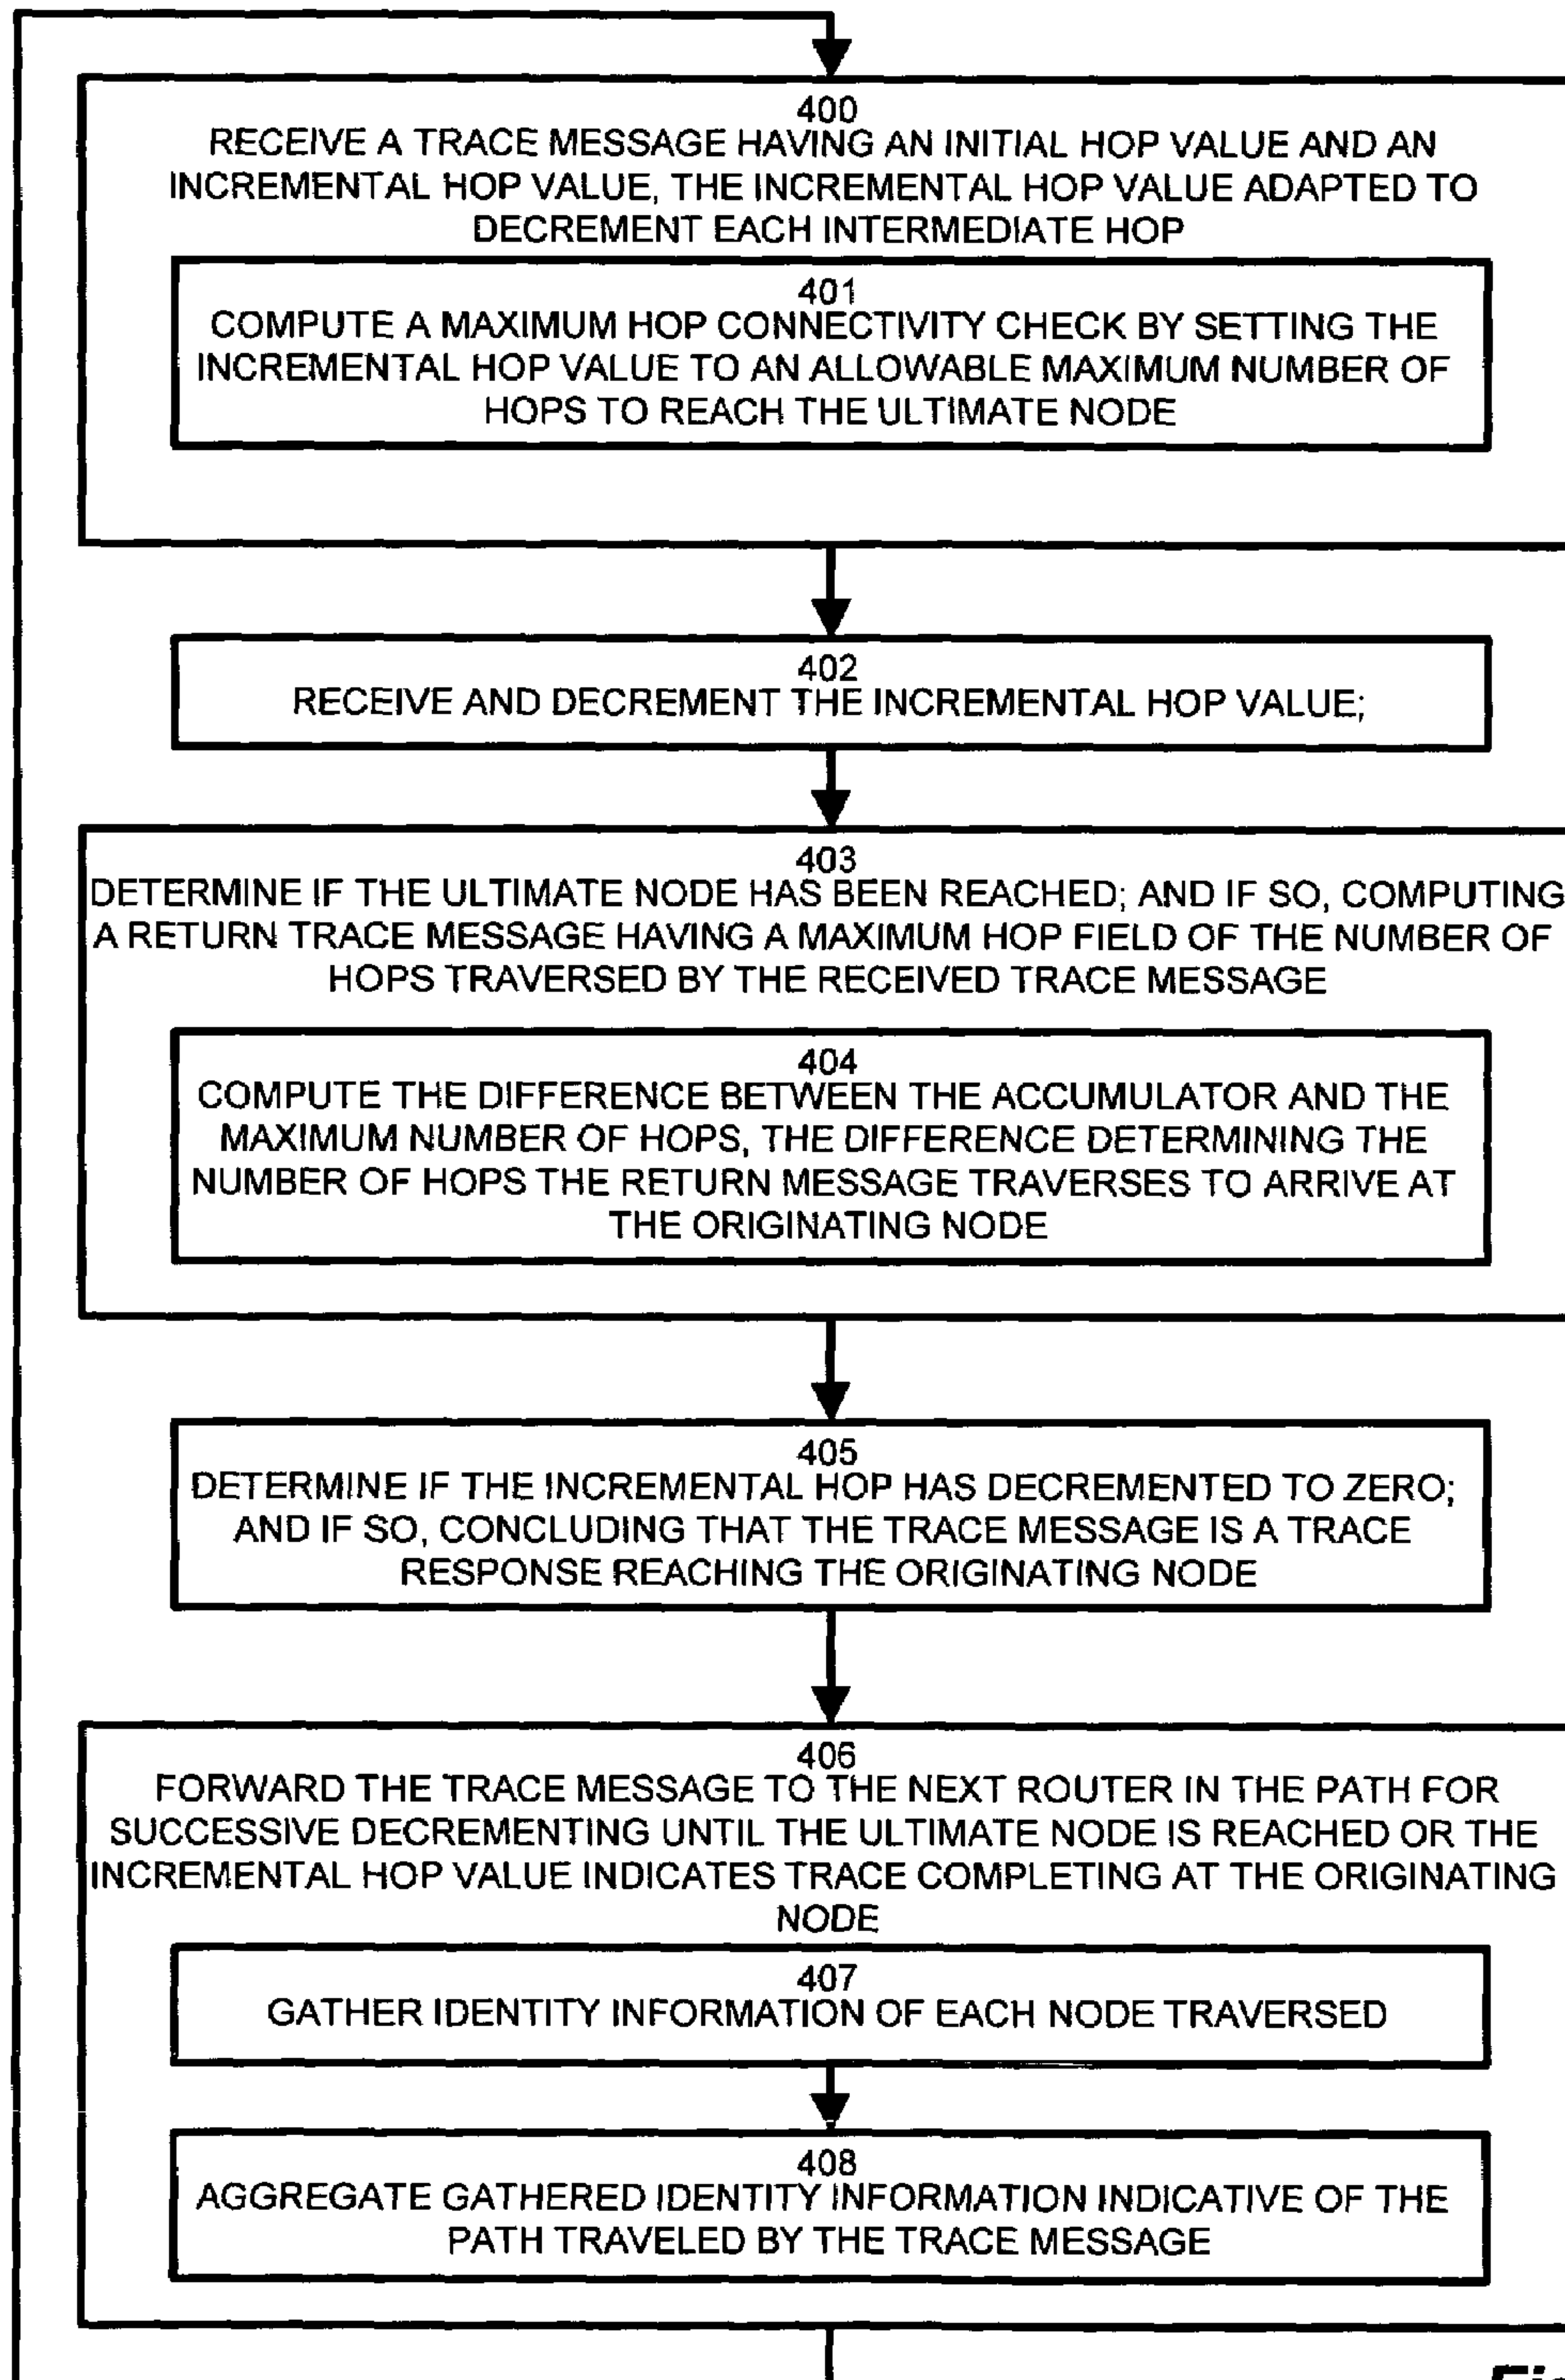 400
RECEIVE A TRACE MESSAGE HAVING AN INITIAL HOP VALUE AND AN
INCREMENTAL HOP VALUE, THE INCREMENTAL HOP VALUE ADAPTED TO
DECREMENT EACH INTERMEDIATE HOP
401
COMPUTE A MAXIMUM HOP CONNECTIVITY CHECK BY SETTING THE
INCREMENTAL HOP VALUE TO AN ALLOWABLE MAXIMUM NUMBER OF
HOPS TO REACH THE ULTIMATE NODE
402
RECEIVE AND DECREMENT THE INCREMENTAL HOP VALUE;
403
DETERMINE IF THE ULTIMATE NODE HAS BEEN REACHED; AND IF SO, COMPUTING
A RETURN TRACE MESSAGE HAVING A MAXIMUM HOP FIELD OF THE NUMBER OF
HOPS TRAVERSED BY THE RECEIVED TRACE MESSAGE
404
COMPUTE THE DIFFERENCE BETWEEN THE ACCUMULATOR AND THE
MAXIMUM NUMBER OF HOPS, THE DIFFERENCE DETERMINING THE
NUMBER OF HOPS THE RETURN MESSAGE TRAVERSES TO ARRIVE AT
THE ORIGINATING NODE
405
DETERMINE IF THE INCREMENTAL HOP HAS DECREMENTED TO ZERO;
AND IF SO, CONCLUDING THAT THE TRACE MESSAGE IS A TRACE
RESPONSE REACHING THE ORIGINATING NODE
406
FORWARD THE TRACE MESSAGE TO THE NEXT ROUTER IN THE PATH FOR
SUCCESSIVE DECREMENTING UNTIL THE ULTIMATE NODE IS REACHED OR THE
INCREMENTAL HOP VALUE INDICATES TRACE COMPLETING AT THE ORIGINATING
NODE
407
GATHER IDENTITY INFORMATION OF EACH NODE TRAVERSED
408
AGGREGATE GATHERED IDENTITY INFORMATION INDICATIVE OF THE
PATH TRAVELED BY THE TRACE MESSAGE